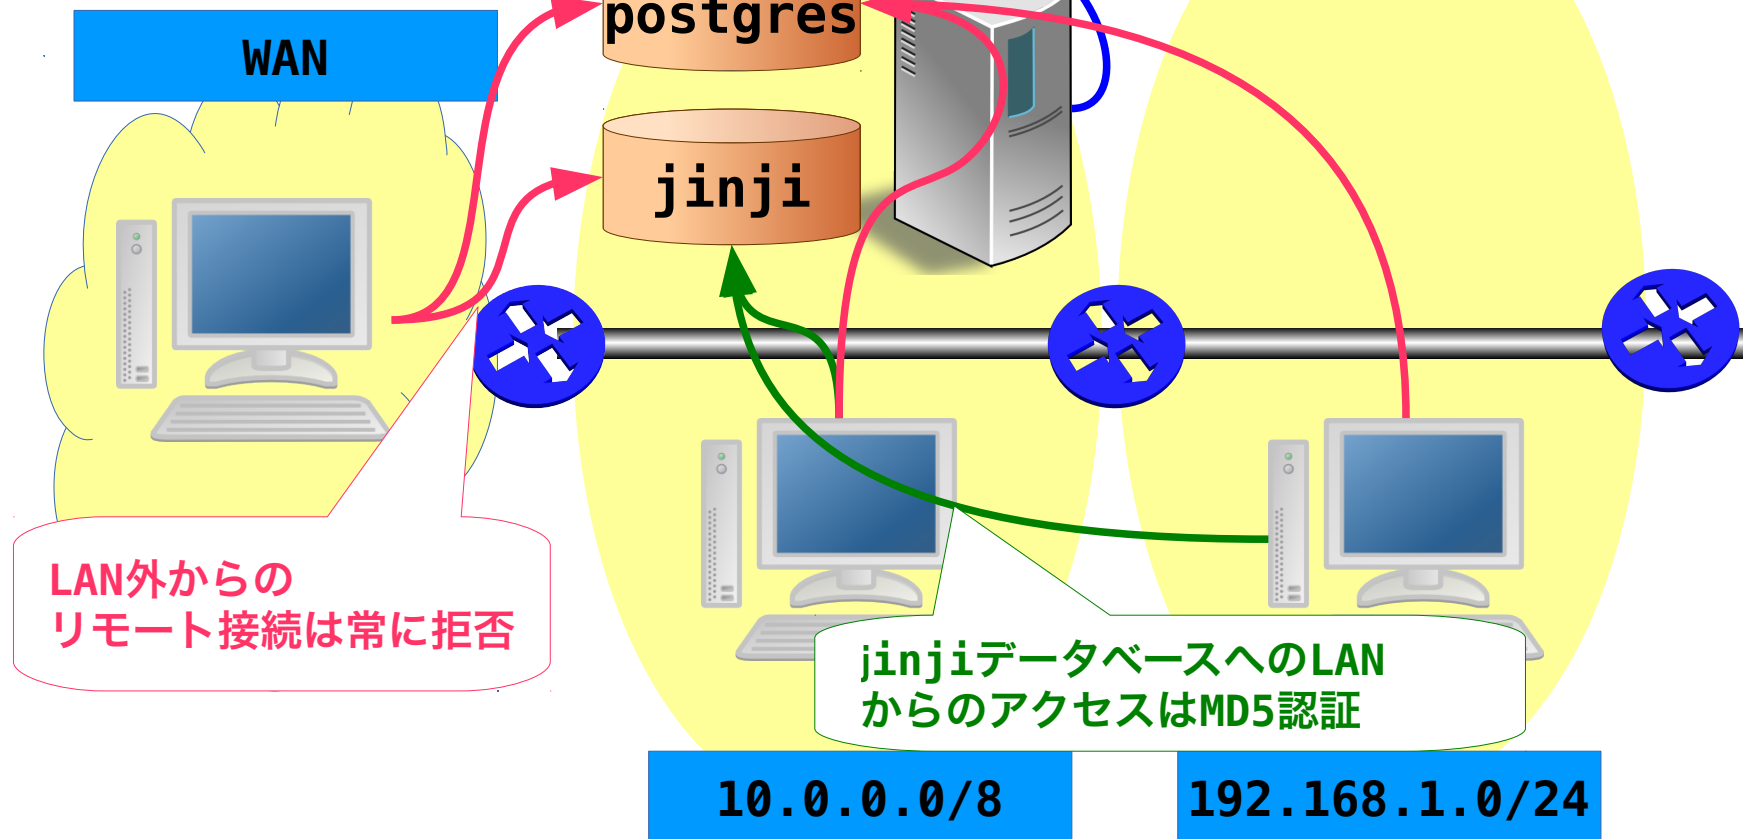 postgres
WAN
jinji
LAN外からの
リモート接続は常に拒否
jinjiデータベースへのLAN
からのアクセスはMD5認証
10.0.0.0/8
192.168.1.0/24